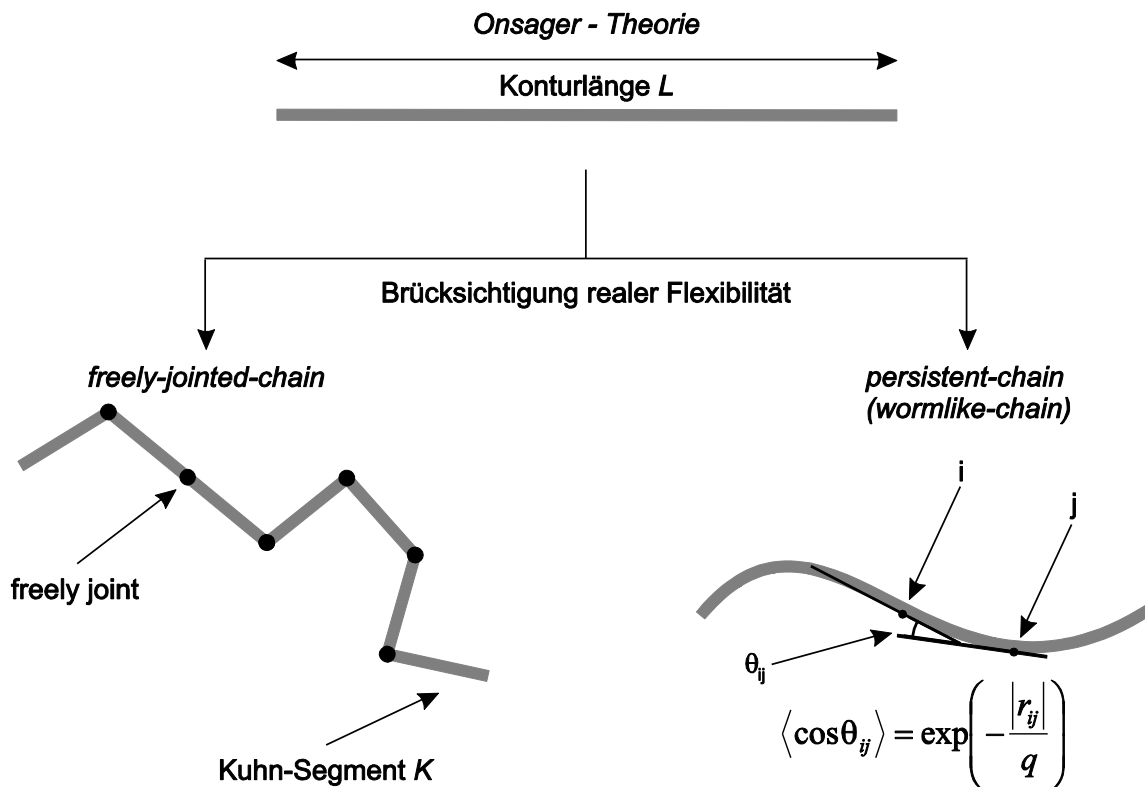 Onsager - Theorie
Konturlänge L
Brücksichtigung realer Flexibilität
freely-jointed-chain
persistent-chain
(wormlike-chain)
i
j
freely joint
θij
⟨cosθij⟩ = exp(-|rij|/q)
Kuhn-Segment K